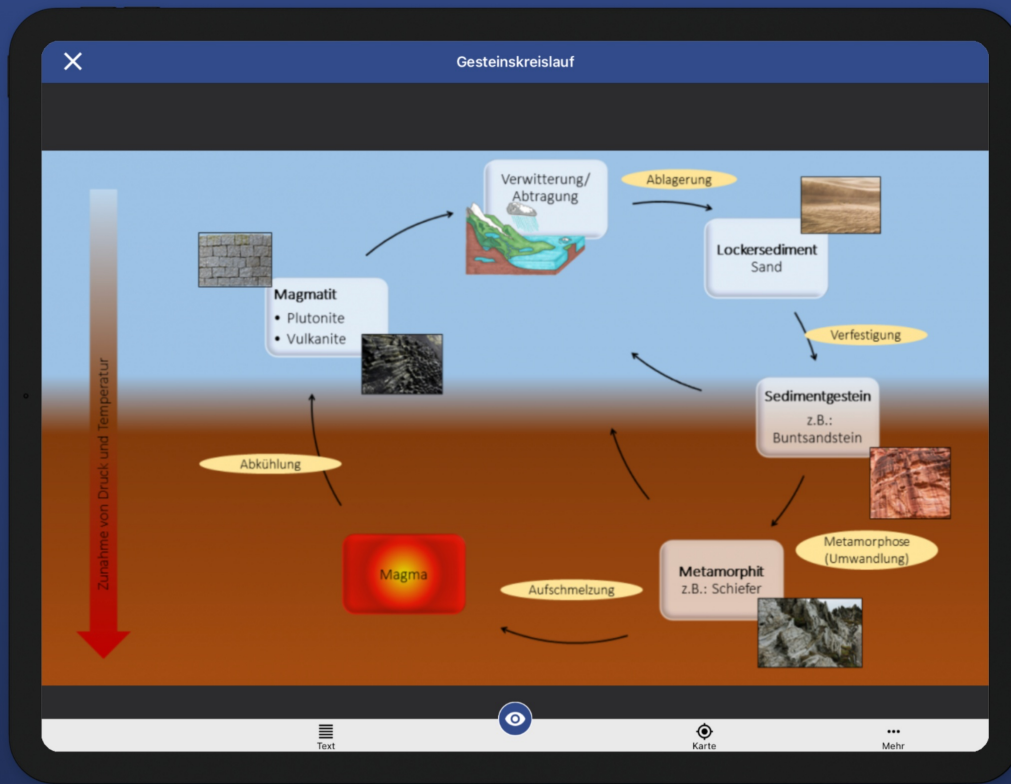 Gesteinskreislauf
Verwitterung/
Abtragung
Ablagerung
Lockersediment
Sand
Verfestigung
Sedimentgestein
z.B.:
Buntsandstein
Metamorphose
(Umwandlung)
Metamorphit
z.B.: Schiefer
Aufschmelzung
Magma
Abkühlung
Magmatit
• Plutonite
• Vulkanite
Zunahme von Druck und Temperatur
Text
Karte
Mehr